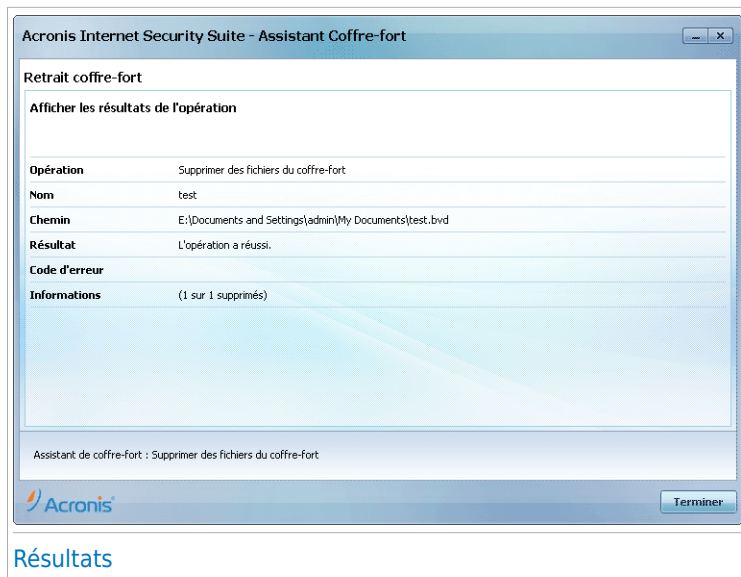 Acronis Internet Security Suite - Assistant Coffre-fort
Retrait coffre-fort
Afficher les résultats de l'opération
Opération Supprimer des fichiers du coffre-fort
Nom test
Chemin E:\Documents and Settings\admin\My Documents\test.bvd
Résultat L'opération a réussi.
Code d'erreur
Informations (1 sur 1 supprimés)
Assistant de coffre-fort : Supprimer des fichiers du coffre-fort
Acronis
Terminer
Résultats